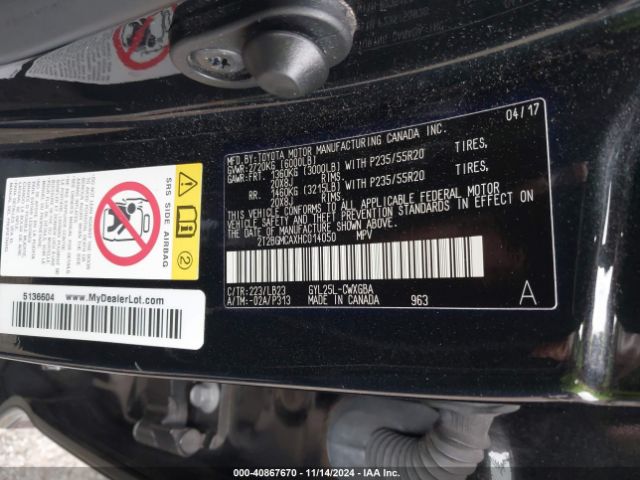 04/17
MFD.BY:TOYOTA MOTOR MANUFACTURING CANADA INC.
GVWR:2720KG [6000LB]
GAWR:FRT. 1360KG [3000LB] WITH P235/55R20 TIRES,
20X8J RIMS,
RR. 1460KG [3215LB] WITH P235/55R20 TIRES,
20X8J RIMS,
THIS VEHICLE CONFORMS TO ALL APPLICABLE FEDERAL MOTOR
VEHICLE SAFETY AND THEFT PREVENTION STANDARDS IN EFFECT ON
THE DATE OF MANUFACTURE SHOWN ABOVE.
2T2BGMCAXHC014050 MPV
C/TR:223/LB23 GYL25L-CWXGBA
A/TM:-02A/P313 MADE IN CANADA 963
A
SRS SIDE AIRBAG
2
5136604
www.MyDealerLot.com
00-40867670 | 11/14/2024 | IAA Inc.